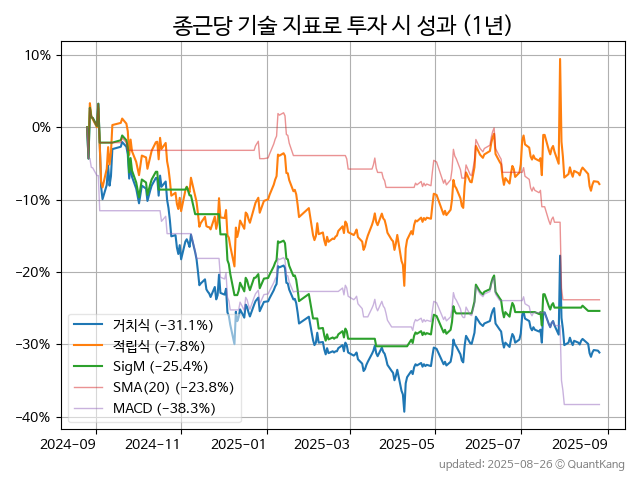 종근당 기술 지표로 투자 시 성과 (1년)
10%
0%
−10%
−20%
−30%
−40%
거치식 (−31.1%)
적립식 (−7.8%)
SigM (−25.4%)
SMA(20) (−23.8%)
MACD (−38.3%)
2024-09
2024-11
2025-01
2025-03
2025-05
2025-07
2025-09
updated: 2025-08-26 © QuantKang